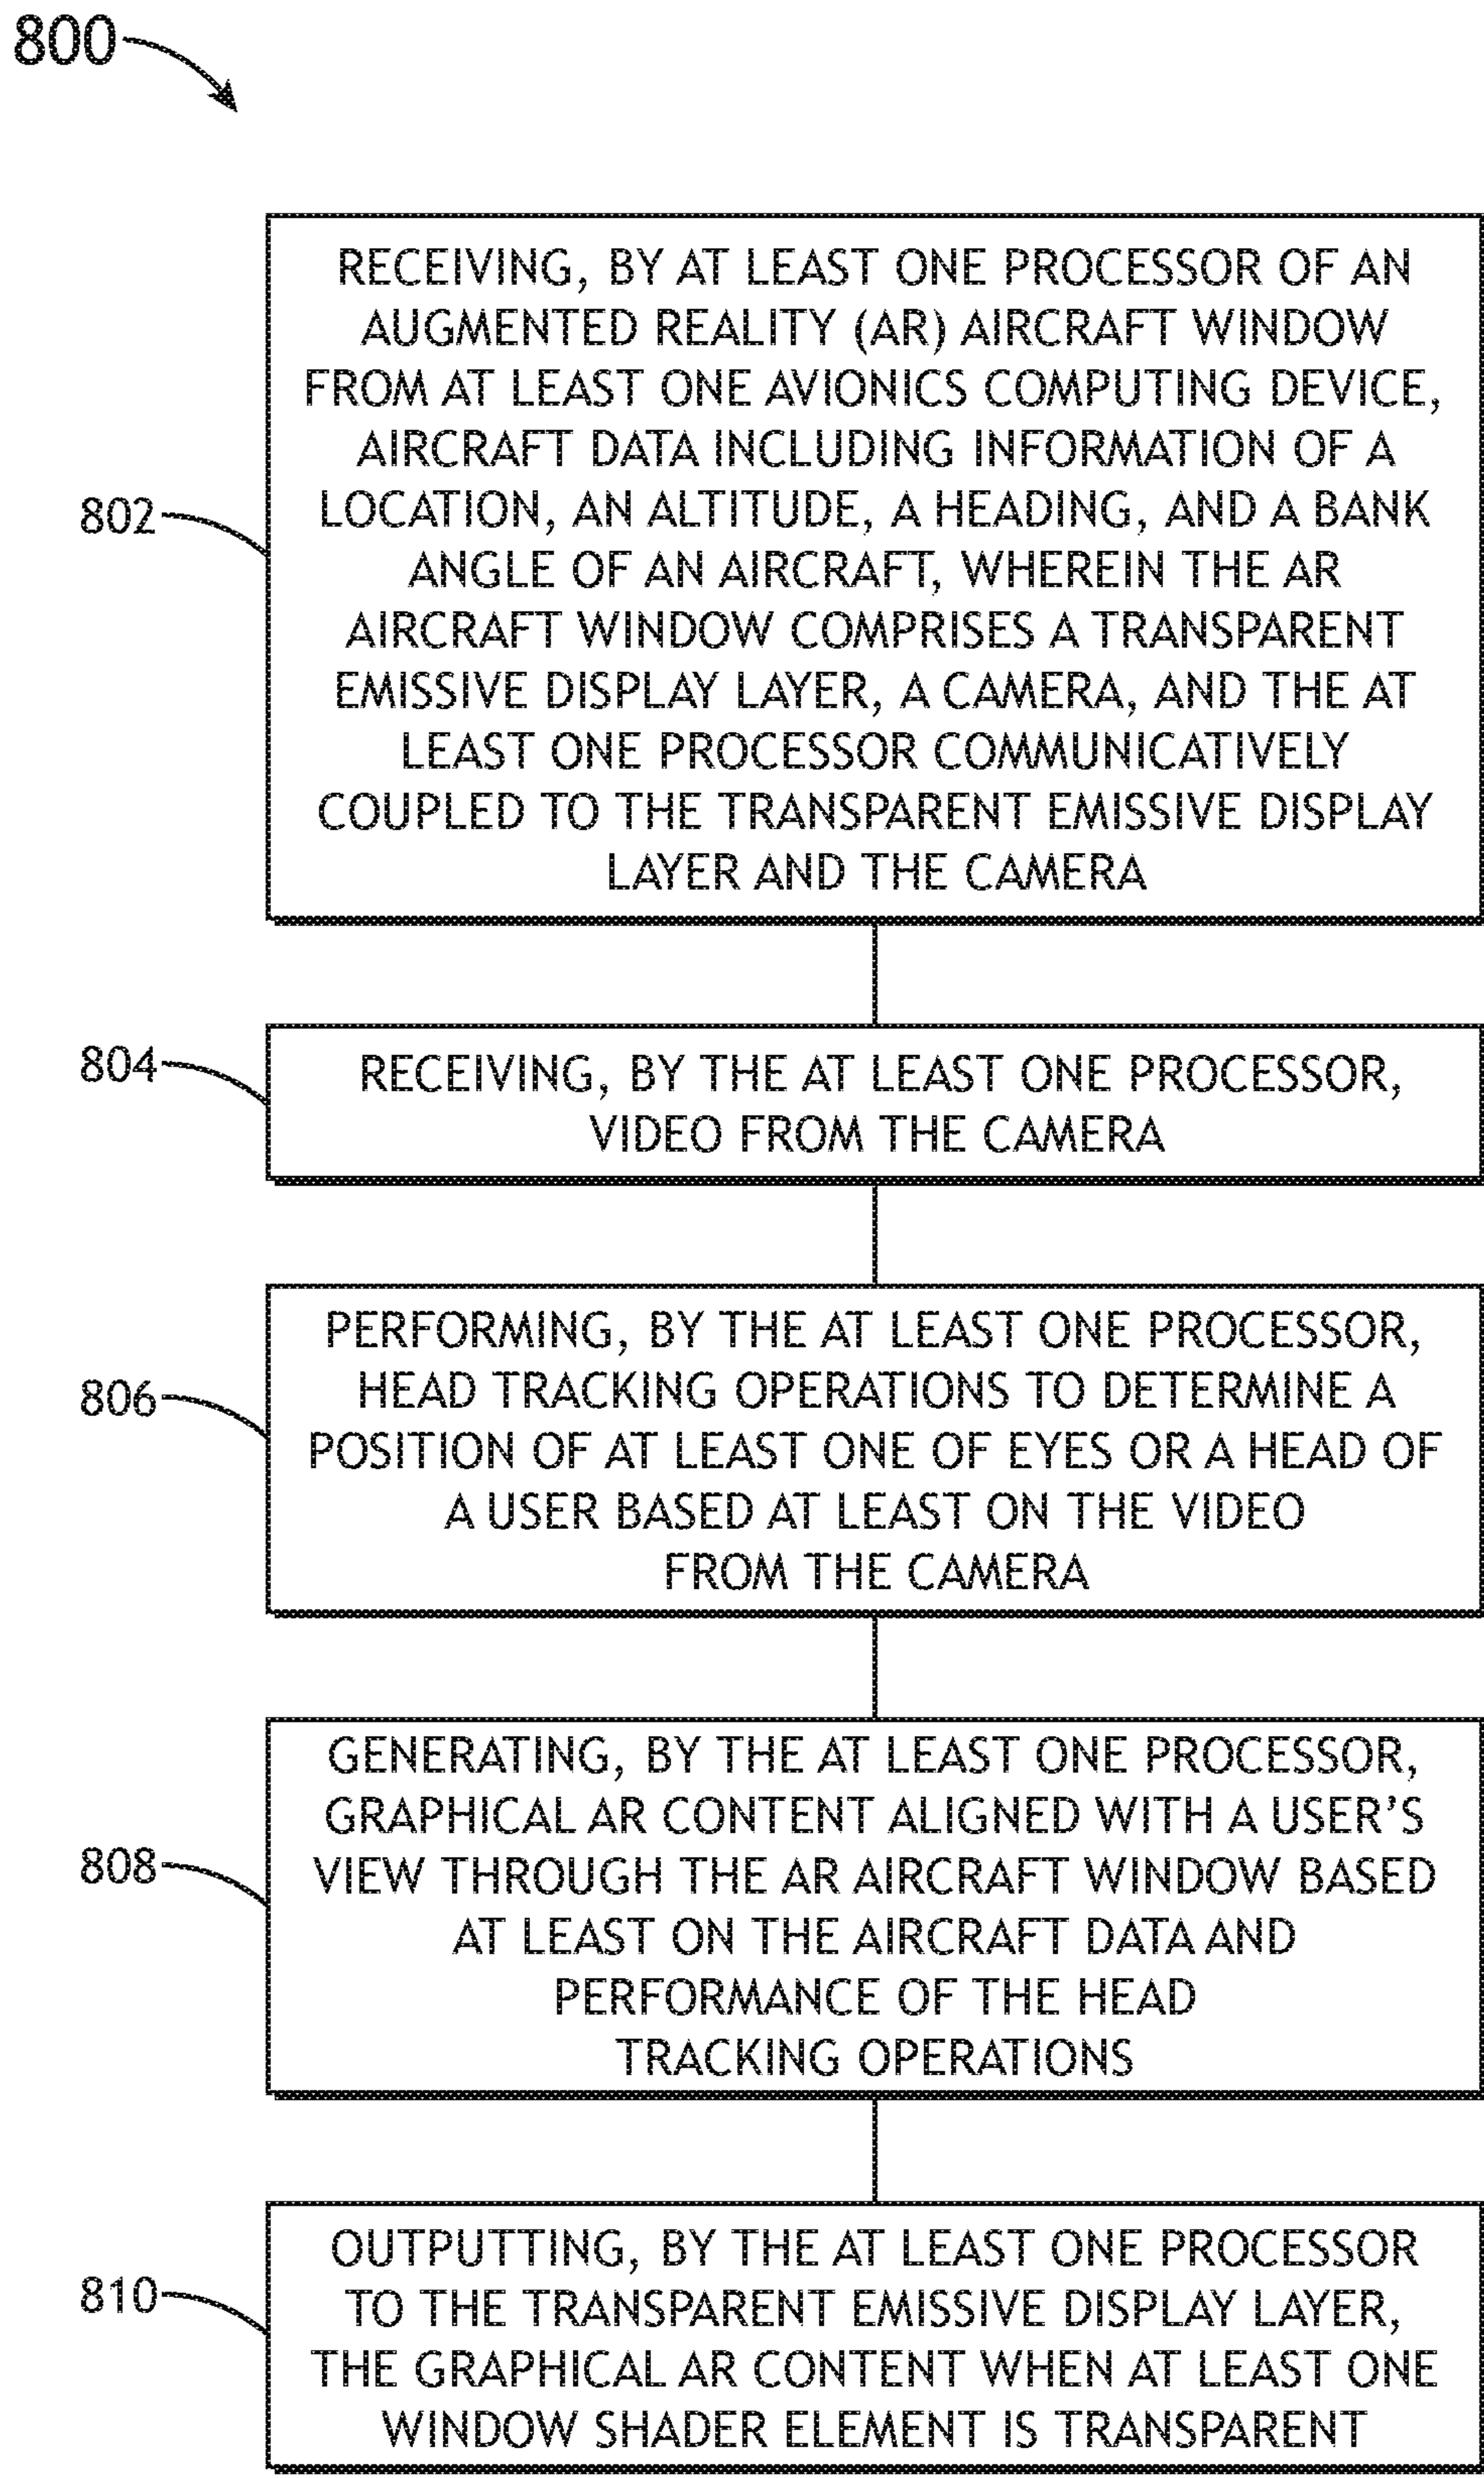 800
802
RECEIVING, BY AT LEAST ONE PROCESSOR OF AN
AUGMENTED REALITY (AR) AIRCRAFT WINDOW
FROM AT LEAST ONE AVIONICS COMPUTING DEVICE,
AIRCRAFT DATA INCLUDING INFORMATION OF A
LOCATION, AN ALTITUDE, A HEADING, AND A BANK
ANGLE OF AN AIRCRAFT, WHEREIN THE AR
AIRCRAFT WINDOW COMPRISES A TRANSPARENT
EMISSIVE DISPLAY LAYER, A CAMERA, AND THE AT
LEAST ONE PROCESSOR COMMUNICATIVELY
COUPLED TO THE TRANSPARENT EMISSIVE DISPLAY
LAYER AND THE CAMERA
804
RECEIVING, BY THE AT LEAST ONE PROCESSOR,
VIDEO FROM THE CAMERA
806
PERFORMING, BY THE AT LEAST ONE PROCESSOR,
HEAD TRACKING OPERATIONS TO DETERMINE A
POSITION OF AT LEAST ONE OF EYES OR A HEAD OF
A USER BASED AT LEAST ON THE VIDEO
FROM THE CAMERA
808
GENERATING, BY THE AT LEAST ONE PROCESSOR,
GRAPHICAL AR CONTENT ALIGNED WITH A USER'S
VIEW THROUGH THE AR AIRCRAFT WINDOW BASED
AT LEAST ON THE AIRCRAFT DATA AND
PERFORMANCE OF THE HEAD
TRACKING OPERATIONS
810
OUTPUTTING, BY THE AT LEAST ONE PROCESSOR
TO THE TRANSPARENT EMISSIVE DISPLAY LAYER,
THE GRAPHICAL AR CONTENT WHEN AT LEAST ONE
WINDOW SHADER ELEMENT IS TRANSPARENT